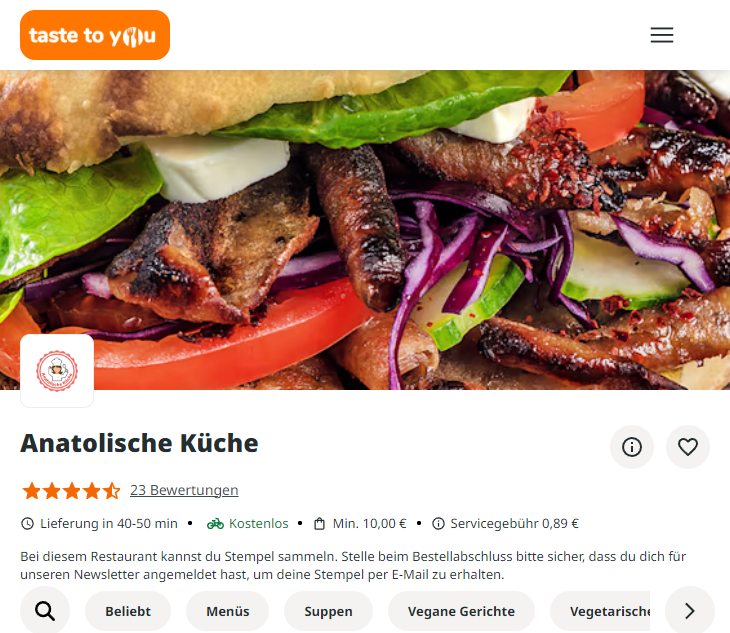 taste to you
Anatolische Küche
23 Bewertungen
Lieferung in 40-50 min • Kostenlos • Min. 10,00 € • Servicegebühr 0,89 €
Bei diesem Restaurant kannst du Stempel sammeln. Stelle beim Bestellabschluss bitte sicher, dass du dich für
unseren Newsletter angemeldet hast, um deine Stempel per E-Mail zu erhalten.
Beliebt Menüs Suppen Vegane Gerichte Vegetarische